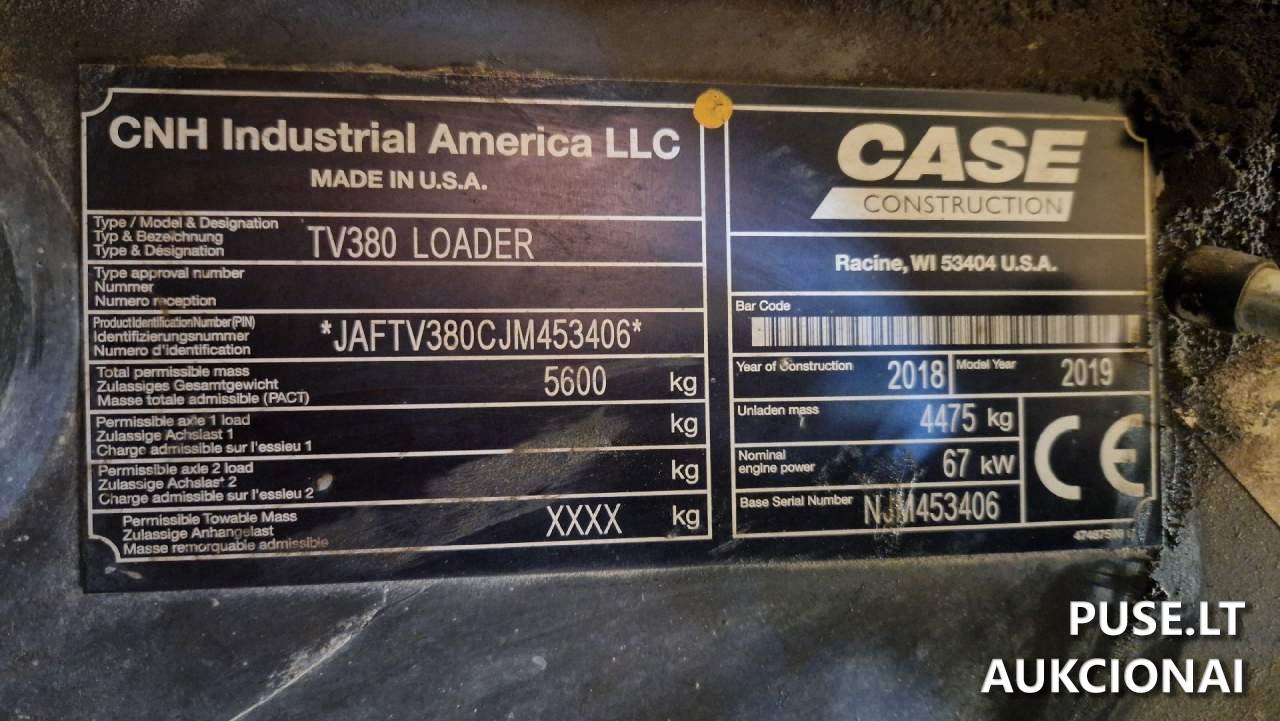 CNH Industrial America LLC
MADE IN U.S.A.
Type / Model & Designation
Typ & Bezeichnung
Type & Désignation
TV380 LOADER
Type approval number
Nummer
Numero reception
Product Identification Number (PIN)
Identifizierungsnummer
Numero d'identification
*JAFTV380CJM453406*
Total permissible mass
Zulassiges Gesamtgewicht
Masse totale admissible (PACT)
5600 kg
Permissible axle 1 load
Zulassige Achslast 1
Charge admissible sur l'essieu 1
kg
Permissible axle 2 load
Zulassige Achslast 2
Charge admissible sur l'essieu 2
kg
Permissible Towable Mass
Zulassige Anhangelast
Masse remorquable admissible
XXXX kg
CASE
CONSTRUCTION
Racine, WI 53404 U.S.A.
Bar Code
Year of Construction 2018
Model Year 2019
Unladen mass 4475 kg
Nominal
engine power
67 kW
Base Serial Number NJM453406
CE
PUSE.LT
AUKCIONAI